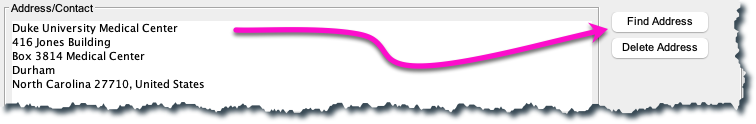 Address/Contact
Duke University Medical Center
416 Jones Building
Box 3814 Medical Center
Durham
North Carolina 27710, United States
Find Address
Delete Address